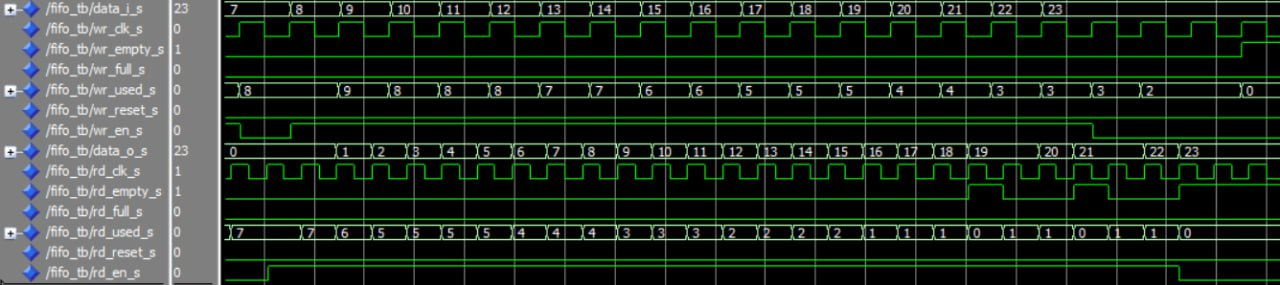 /fifo_tb/data_i_s 23 7 8 9 10 11 12 13 14 15 16 17 18 19 20 21 22 23
/fifo_tb/wr_clk_s 0
/fifo_tb/wr_empty_s 1
/fifo_tb/wr_full_s 0
/fifo_tb/wr_used_s 0 8 9 8 8 8 7 7 6 6 5 5 5 4 4 3 3 3 2 0
/fifo_tb/wr_reset_s 0
/fifo_tb/wr_en_s 0
/fifo_tb/data_o_s 23 0 1 2 3 4 5 6 7 8 9 10 11 12 13 14 15 16 17 18 19 20 21 22 23
/fifo_tb/rd_clk_s 1
/fifo_tb/rd_empty_s 1
/fifo_tb/rd_full_s 0
/fifo_tb/rd_used_s 0 7 7 6 5 5 5 5 4 4 4 3 3 3 2 2 2 2 1 1 1 0 1 1 0 1 1 0
/fifo_tb/rd_reset_s 0
/fifo_tb/rd_en_s 0